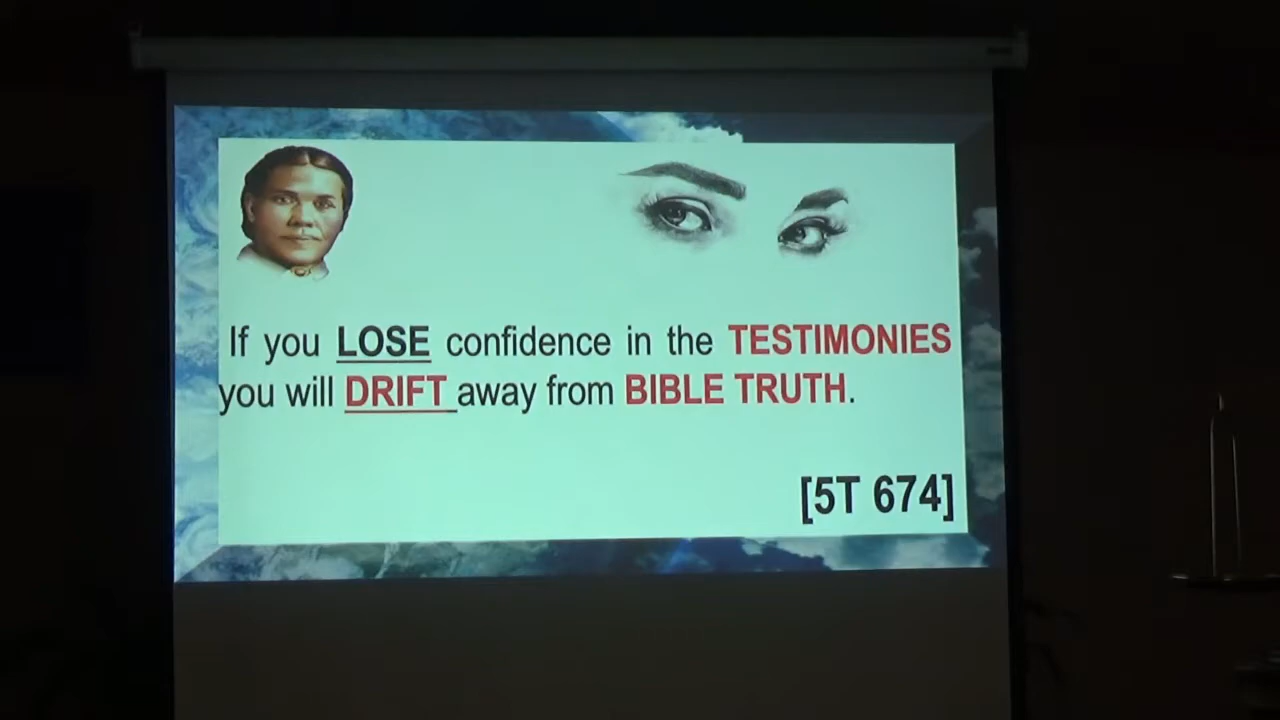 If you LOSE confidence in the TESTIMONIES
you will DRIFT away from BIBLE TRUTH.
[5T 674]